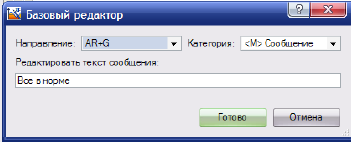 Базовый редактор
Направление: AR+G Категория: <M> Сообщение
Редактировать текст сообщения:
Все в норме
Готово Отмена